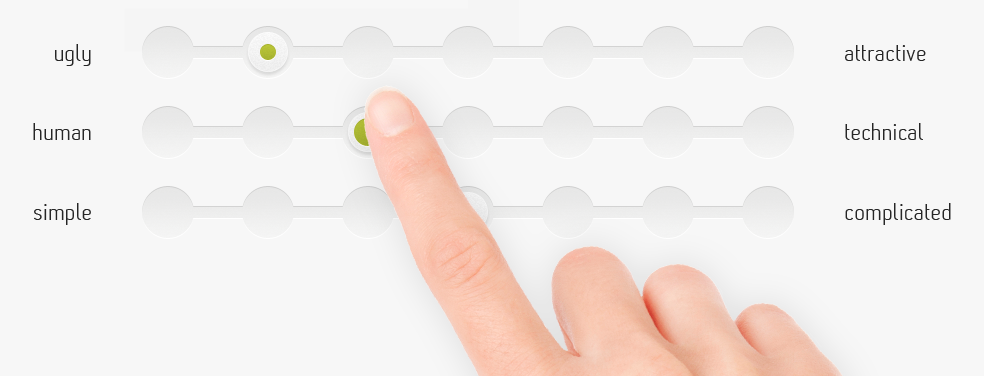 ugly attractive
human technical
simple complicated